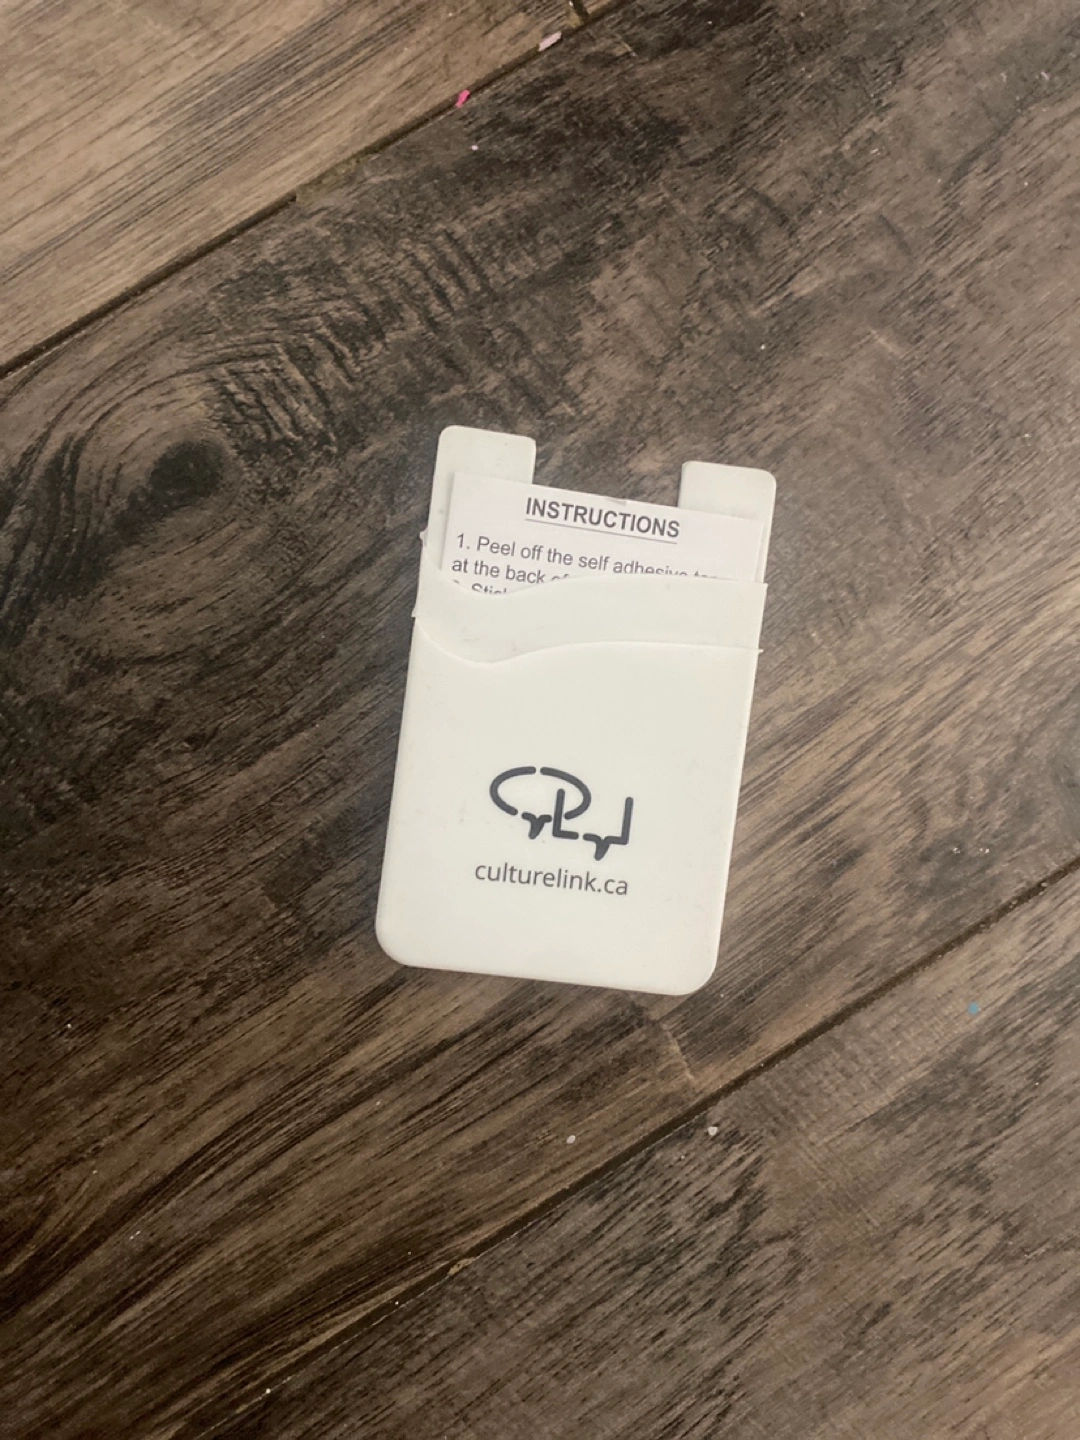 INSTRUCTIONS
1. Peel off the self adhesive
at the back
culturelink.ca